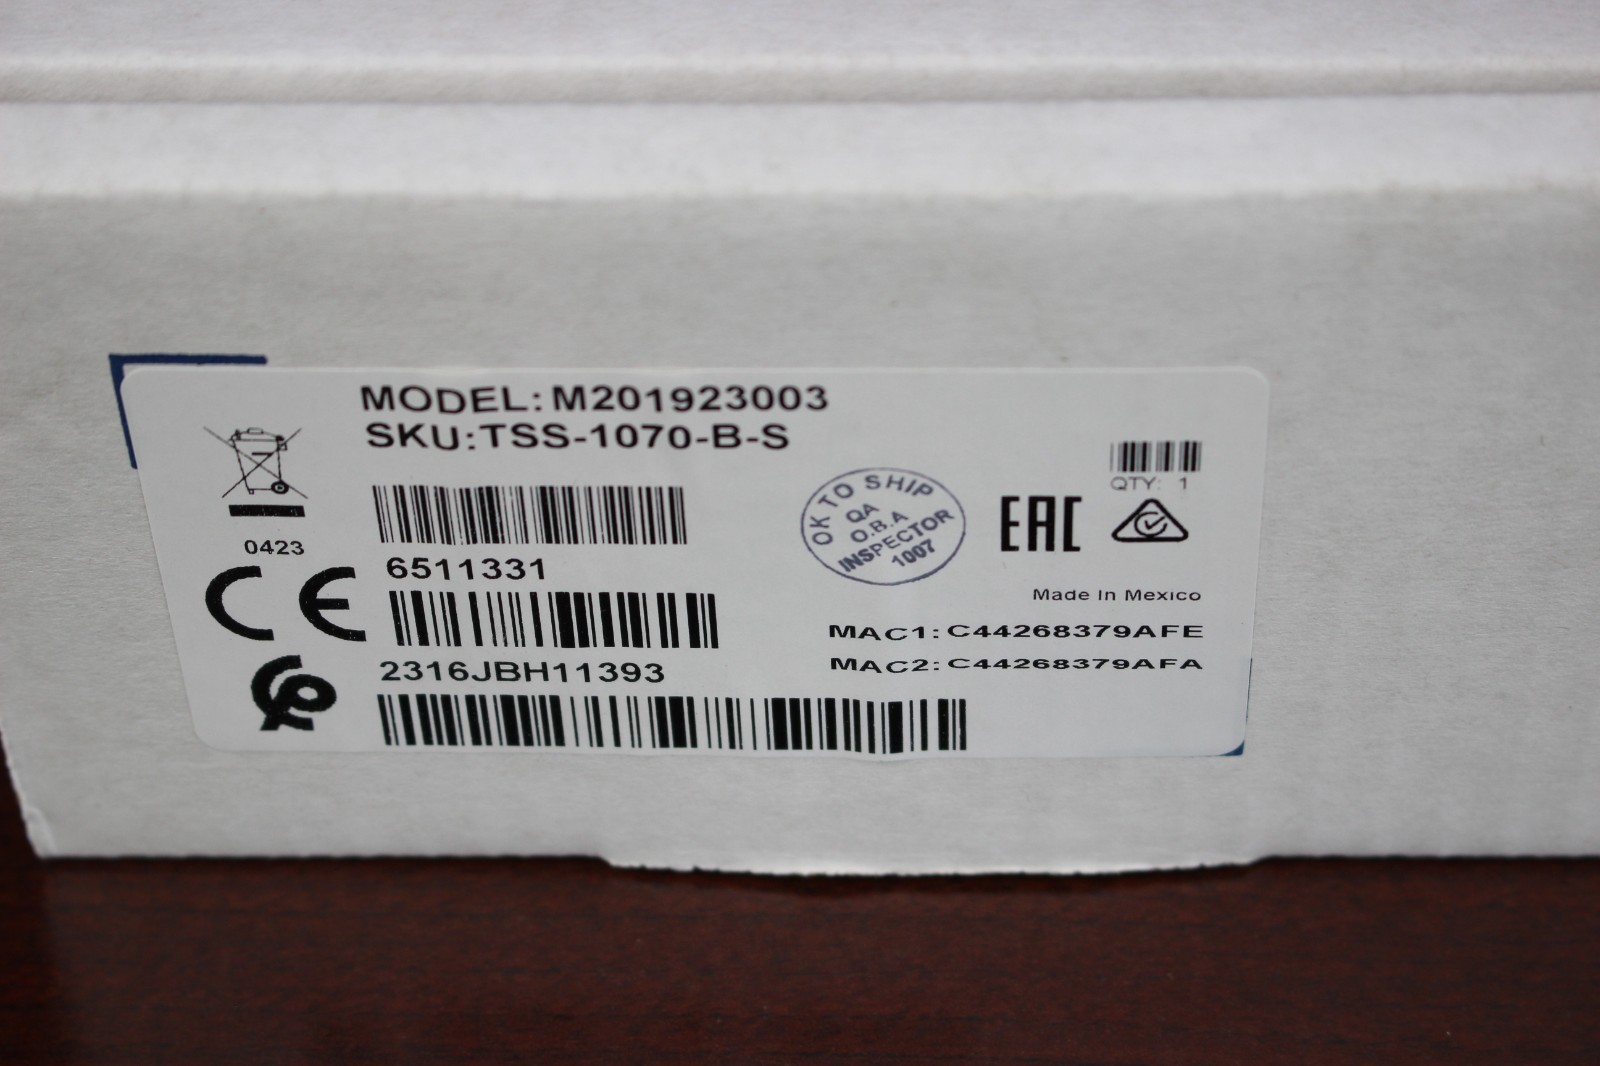 MODEL: M201923003
SKU: TSS-1070-B-S
QTY: 1
0423
6511331
OK TO SHIP
QA
O.B.A
INSPECTOR
1007
EAC
CE
Made In Mexico
2316JBH11393
MAC1: C44268379AFE
MAC2: C44268379AFA